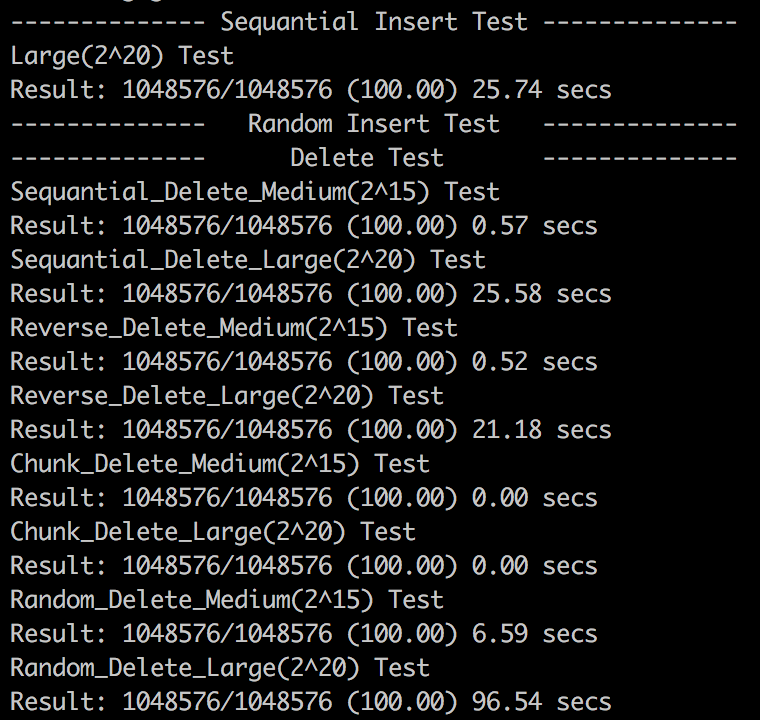 -------------- Sequantial Insert Test --------------
Large(2^20) Test
Result: 1048576/1048576 (100.00) 25.74 secs
--------------   Random Insert Test   --------------
--------------      Delete Test       --------------
Sequantial_Delete_Medium(2^15) Test
Result: 1048576/1048576 (100.00) 0.57 secs
Sequantial_Delete_Large(2^20) Test
Result: 1048576/1048576 (100.00) 25.58 secs
Reverse_Delete_Medium(2^15) Test
Result: 1048576/1048576 (100.00) 0.52 secs
Reverse_Delete_Large(2^20) Test
Result: 1048576/1048576 (100.00) 21.18 secs
Chunk_Delete_Medium(2^15) Test
Result: 1048576/1048576 (100.00) 0.00 secs
Chunk_Delete_Large(2^20) Test
Result: 1048576/1048576 (100.00) 0.00 secs
Random_Delete_Medium(2^15) Test
Result: 1048576/1048576 (100.00) 6.59 secs
Random_Delete_Large(2^20) Test
Result: 1048576/1048576 (100.00) 96.54 secs